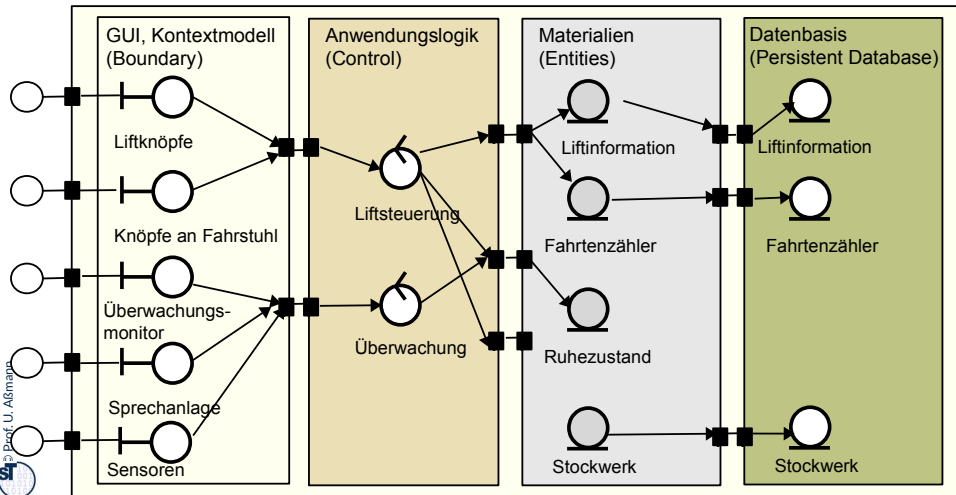 GUI, Kontextmodell
(Boundary)
Liftknöpfe
Knöpfe an Fahrstuhl
Überwachungs-
monitor
Sprechanlage
Sensoren
Anwendungslogik
(Control)
Liftsteuerung
Überwachung
Materialien
(Entities)
Liftinformation
Fahrtenzähler
Ruhezustand
Stockwerk
Datenbasis
(Persistent Database)
Liftinformation
Fahrtenzähler
Stockwerk
© Prof. U. Aßmann
ST